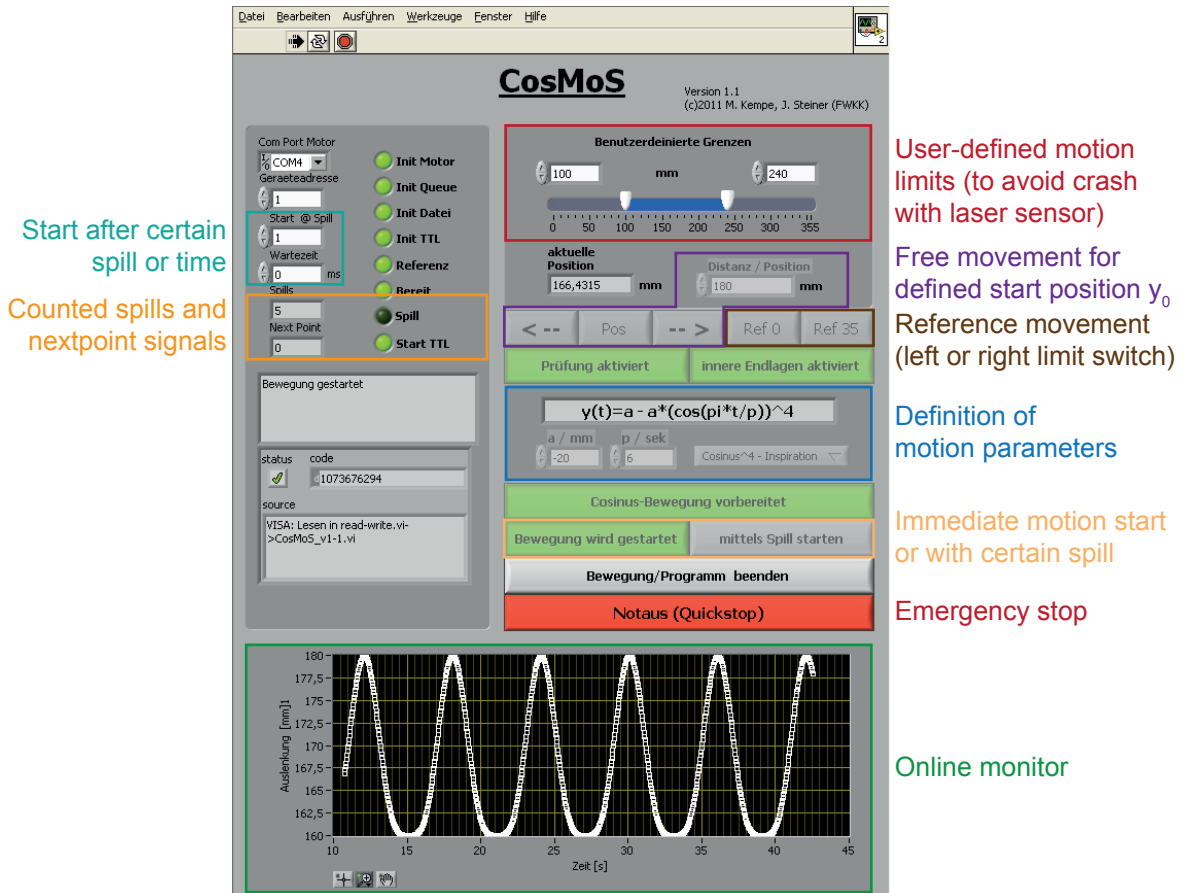 Datei Bearbeiten Ausführen Werkzeuge Fenster Hilfe
2
CosMoS
Version 1.1
(c)2011 M. Kempe, J. Steiner (FWKK)
Com Port Motor
COM4
Geraeteadresse
1
Start @ Spill
1
Wartezeit
0 ms
Spills
5
Next Point
0
Init Motor
Init Queue
Init Datei
Init TTL
Referenz
Bereit
Spill
Start TTL
Bewegung gestartet
status code
1073676294
source
VISA: Lesen in read-write.vi-
>CosMoS_v1-1.vi
Benutzerdeinierte Grenzen
100 mm 240
0 50 100 150 200 250 300 355
aktuelle
Position
166,4315 mm
Distanz / Position
180 mm
< -- Pos -- > Ref 0 Ref 35
Prüfung aktiviert innere Endlagen aktiviert
y(t)=a - a*(cos(pi*t/p))^4
a / mm p / sek
-20 6 Cosinus^4 - Inspiration
Cosinus-Bewegung vorbereitet
Bewegung wird gestartet mittels Spill starten
Bewegung/Programm beenden
Notaus (Quickstop)
180
177,5
175
172,5
170
167,5
165
162,5
160
Auslenkung [mm]1
10 15 20 25 30 35 40 45
Zeit [s]
Start after certain
spill or time
Counted spills and
nextpoint signals
User-defined motion
limits (to avoid crash
with laser sensor)
Free movement for
defined start position y0
Reference movement
(left or right limit switch)
Definition of
motion parameters
Immediate motion start
or with certain spill
Emergency stop
Online monitor